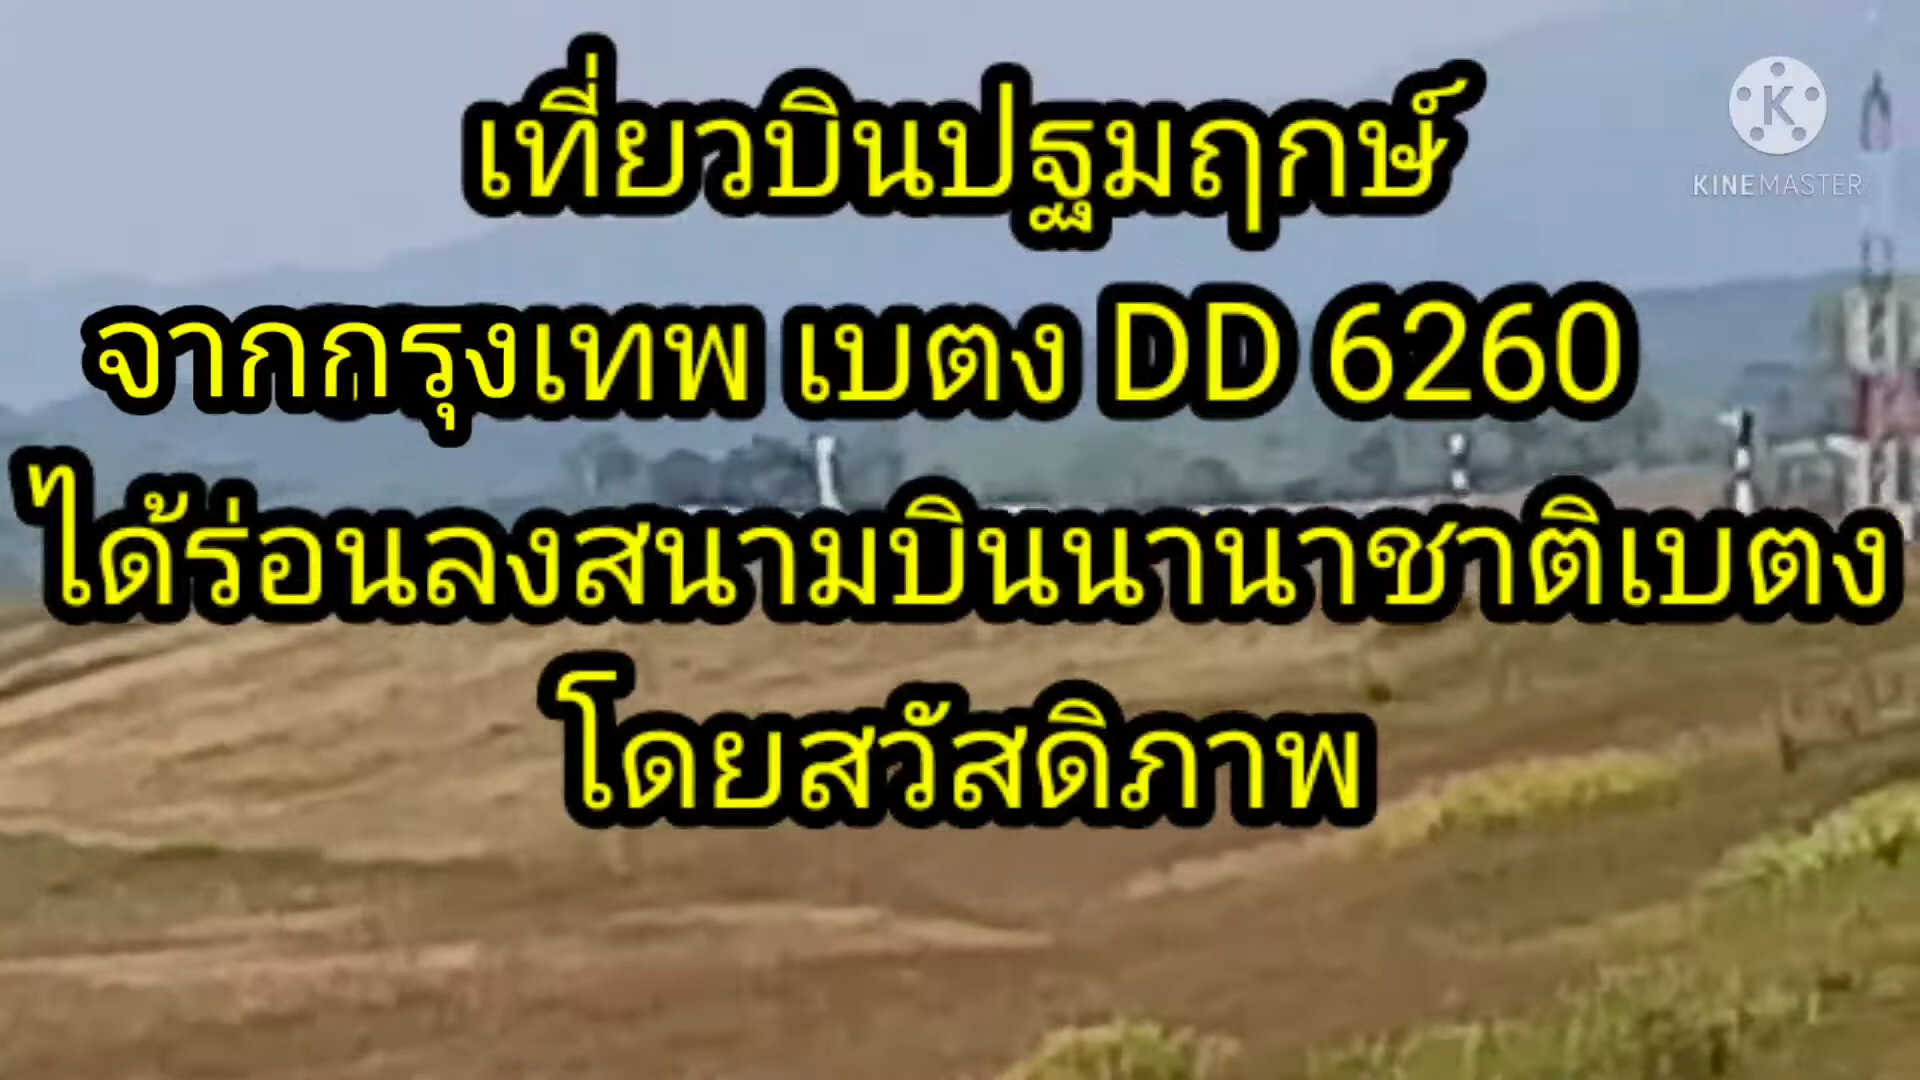 เที่ยวบินปฐมฤกษ์
จากกรุงเทพ เบตง DD 6260
ได้ร่อนลงสนามบินนานาชาติเบตง
โดยสวัสดิภาพ
K
KINEMASTER